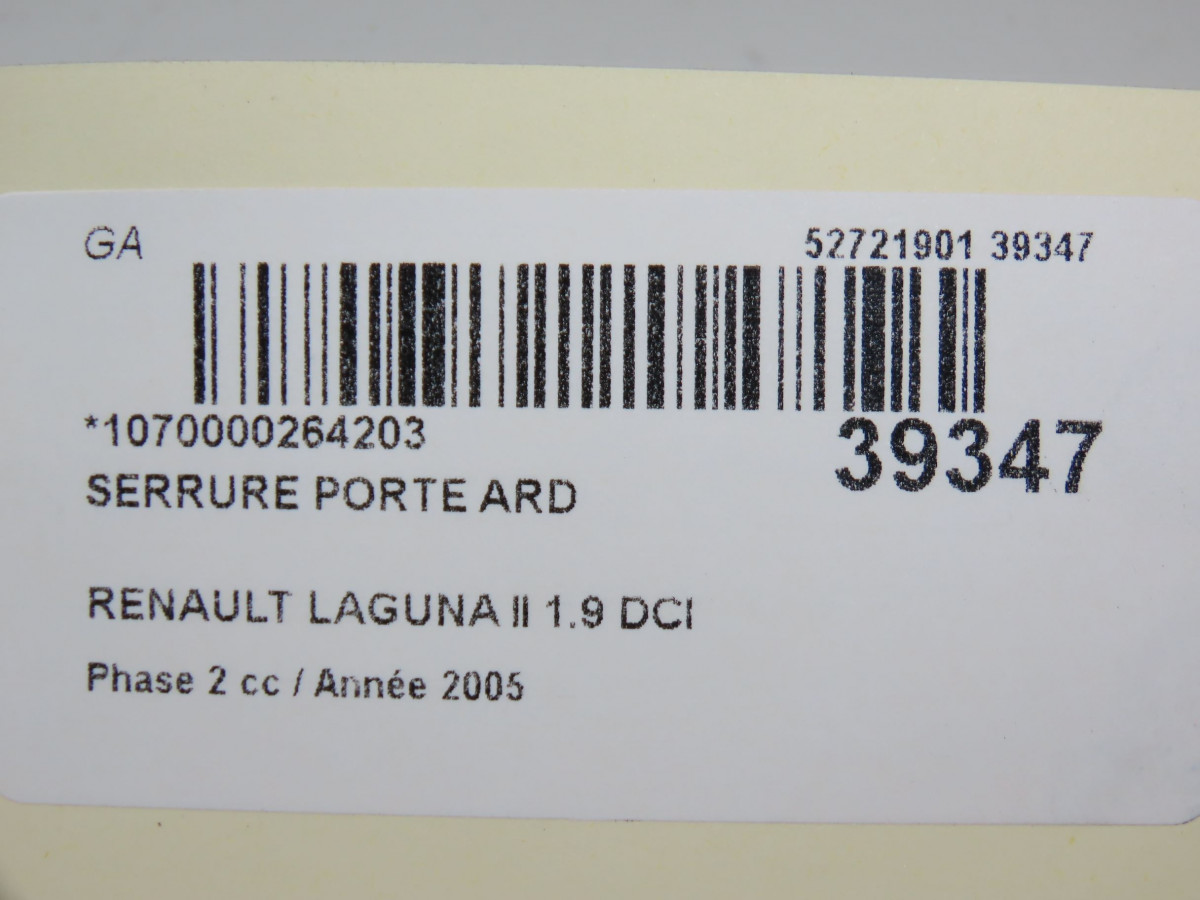 GA
52721901 39347
*1070000264203
39347
SERRURE PORTE ARD
RENAULT LAGUNA II 1.9 DCI
Phase 2 cc / Année 2005